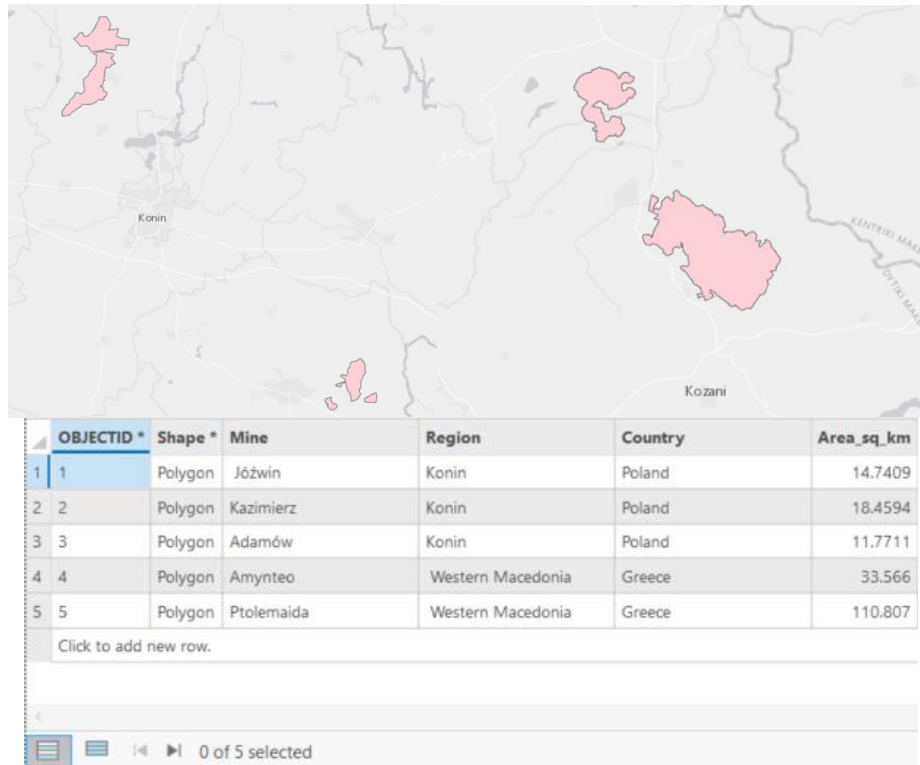 Konin
KENTRIKI MAK
DYTIKI MAK
Kozani
OBJECTID * Shape * Mine Region Country Area_sq_km
1 1 Polygon Jóźwin Konin Poland 14.7409
2 2 Polygon Kazimierz Konin Poland 18.4594
3 3 Polygon Adamów Konin Poland 11.7711
4 4 Polygon Amynteo Western Macedonia Greece 33.566
5 5 Polygon Ptolemaida Western Macedonia Greece 110.807
Click to add new row.
0 of 5 selected